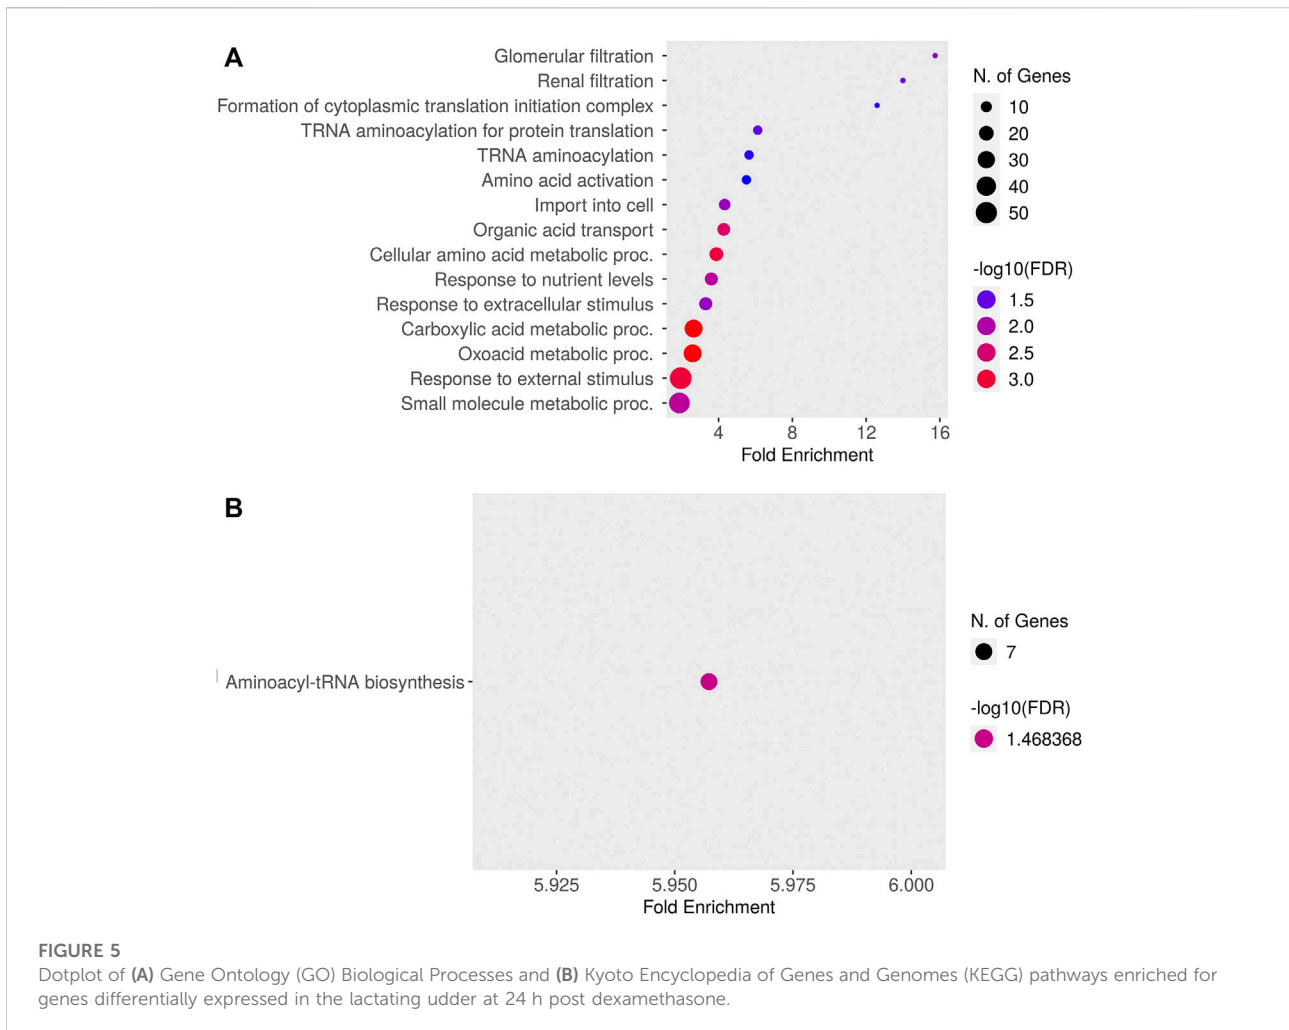 A
Glomerular filtration
Renal filtration
Formation of cytoplasmic translation initiation complex
TRNA aminoacylation for protein translation
TRNA aminoacylation
Amino acid activation
Import into cell
Organic acid transport
Cellular amino acid metabolic proc.
Response to nutrient levels
Response to extracellular stimulus
Carboxylic acid metabolic proc.
Oxoacid metabolic proc.
Response to external stimulus
Small molecule metabolic proc.
4 8 12 16
Fold Enrichment
N. of Genes
10
20
30
40
50
-log10(FDR)
1.5
2.0
2.5
3.0
B
Aminoacyl-tRNA biosynthesis
5.925 5.950 5.975 6.000
Fold Enrichment
N. of Genes
7
-log10(FDR)
1.468368
FIGURE 5
Dotplot of (A) Gene Ontology (GO) Biological Processes and (B) Kyoto Encyclopedia of Genes and Genomes (KEGG) pathways enriched for
genes differentially expressed in the lactating udder at 24 h post dexamethasone.